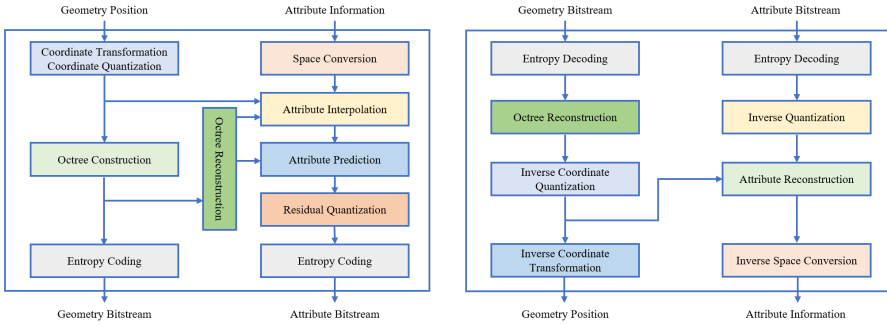 Geometry Position
Attribute Information
Coordinate Transformation
Coordinate Quantization
Space Conversion
Attribute Interpolation
Octree Reconstruction
Octree Construction
Attribute Prediction
Residual Quantization
Entropy Coding
Entropy Coding
Geometry Bitstream
Attribute Bitstream
Geometry Bitstream
Attribute Bitstream
Entropy Decoding
Entropy Decoding
Octree Reconstruction
Inverse Quantization
Inverse Coordinate
Quantization
Attribute Reconstruction
Inverse Coordinate
Transformation
Inverse Space Conversion
Geometry Position
Attribute Information